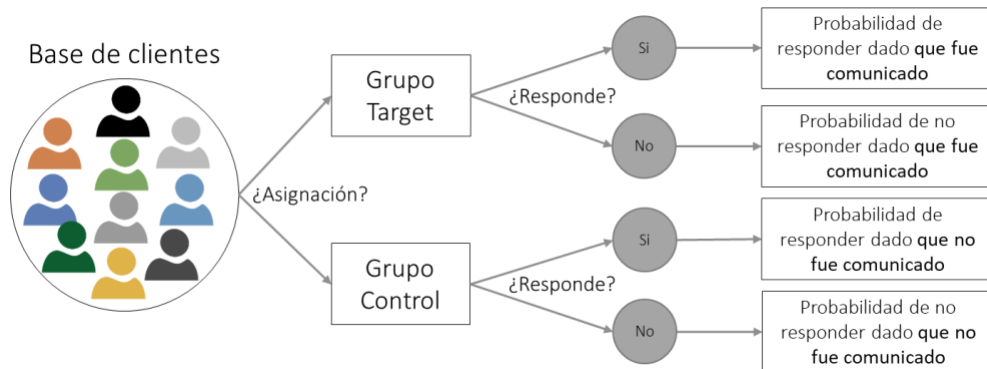 Base de clientes
¿Asignación?
Grupo
Target
¿Responde?
Si
Probabilidad de
responder dado que fue
comunicado
No
Probabilidad de no
responder dado que fue
comunicado
Grupo
Control
¿Responde?
Si
Probabilidad de
responder dado que no
fue comunicado
No
Probabilidad de no
responder dado que no
fue comunicado